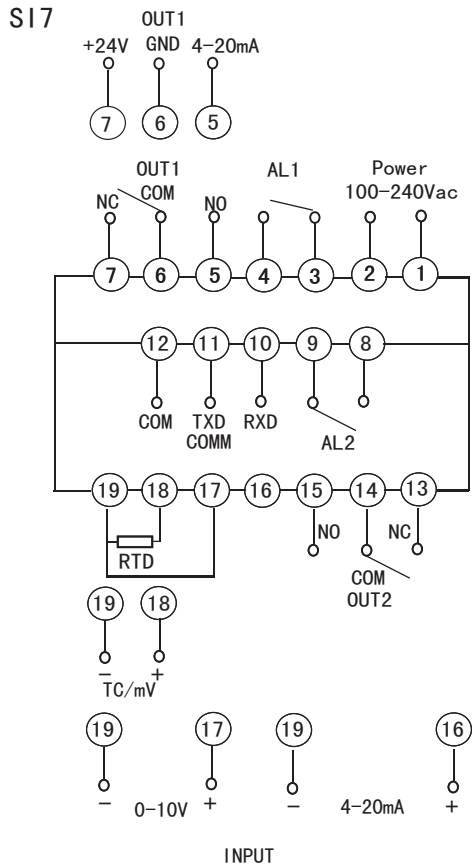 SI7
OUT1
+24V GND 4-20mA
7 6 5
OUT1 AL1 Power
NC COM NO 100-240Vac
7 6 5 4 3 2 1
12 11 10 9 8
COM TXD RXD
COMM AL2
19 18 17 16 15 14 13
NO NC
RTD
COM
OUT2
19 18
- +
TC/mV
19 17 19 16
- 0-10V + - 4-20mA +
INPUT